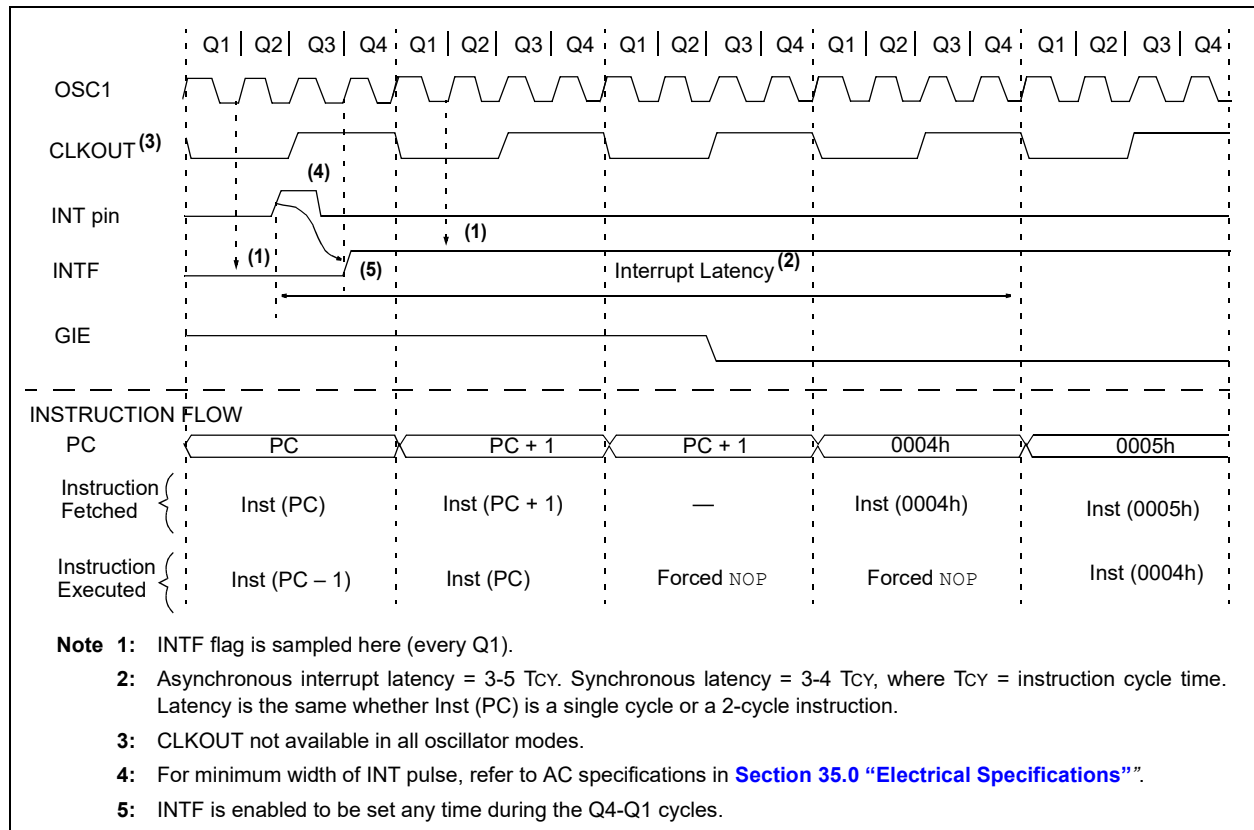 Q1 Q2 Q3 Q4 Q1 Q2 Q3 Q4 Q1 Q2 Q3 Q4 Q1 Q2 Q3 Q4 Q1 Q2 Q3 Q4
OSC1
CLKOUT (3)
(4)
INT pin
(1)
(1)
INTF
(5)
Interrupt Latency (2)
GIE
INSTRUCTION FLOW
PC PC PC + 1 PC + 1 0004h 0005h
Instruction
Fetched
Inst (PC) Inst (PC + 1) — Inst (0004h) Inst (0005h)
Instruction
Executed
Inst (PC – 1) Inst (PC) Forced NOP Forced NOP Inst (0004h)
Note 1: INTF flag is sampled here (every Q1).
2: Asynchronous interrupt latency = 3-5 TCY. Synchronous latency = 3-4 TCY, where TCY = instruction cycle time.
Latency is the same whether Inst (PC) is a single cycle or a 2-cycle instruction.
3: CLKOUT not available in all oscillator modes.
4: For minimum width of INT pulse, refer to AC specifications in Section 35.0 “Electrical Specifications””.
5: INTF is enabled to be set any time during the Q4-Q1 cycles.